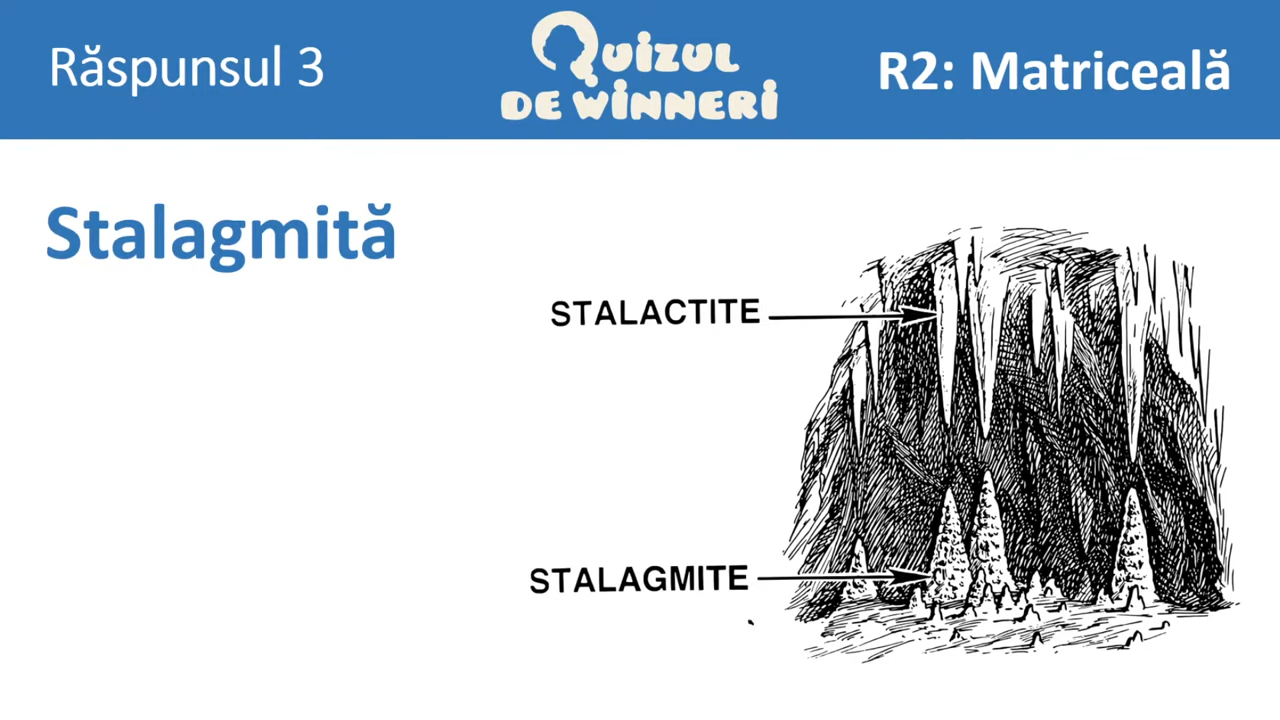 Răspunsul 3
QUIZUL
DE WINNERI
R2: Matriceală
Stalagmită
STALACTITE
STALAGMITE